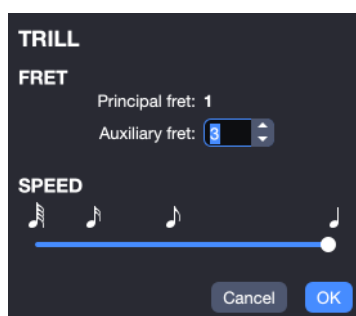 TRILL
FRET
Principal fret: 1
Auxiliary fret: 3
SPEED
Cancel OK